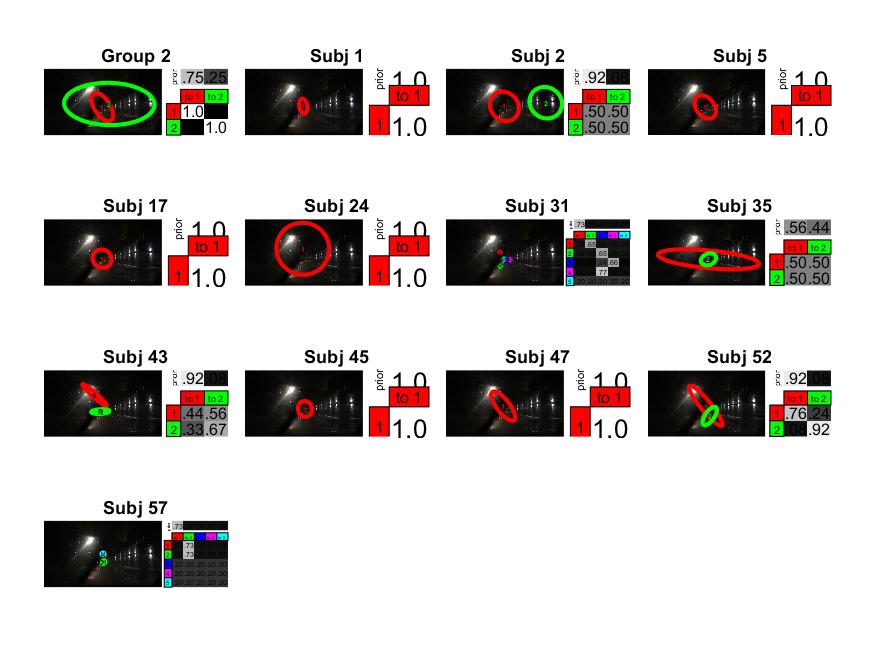 Group 2
prior .75 .25
to 1 to 2
1 1.0
2 1.0
Subj 1
prior 1.0
to 1
1 1.0
Subj 2
prior .92 .08
to 1 to 2
1 .50 .50
2 .50 .50
Subj 5
prior 1.0
to 1
1 1.0
Subj 17
prior 1.0
to 1
1 1.0
Subj 24
prior 1.0
to 1
1 1.0
Subj 31
.73
.65
.65
.24 .66
.77
.20 .20 .20 .20 .20
Subj 35
prior .56 .44
to 1 to 2
1 .50 .50
2 .50 .50
Subj 43
prior .92 .08
to 1 to 2
1 .44 .56
2 .33 .67
Subj 45
prior 1.0
to 1
1 1.0
Subj 47
prior 1.0
to 1
1 1.0
Subj 52
prior .92 .08
to 1 to 2
1 .76 .24
2 .08 .92
Subj 57
.73
.73
.73
.20 .20 .20 .20 .20
.20 .20 .20 .20 .20
.20 .20 .20 .20 .20